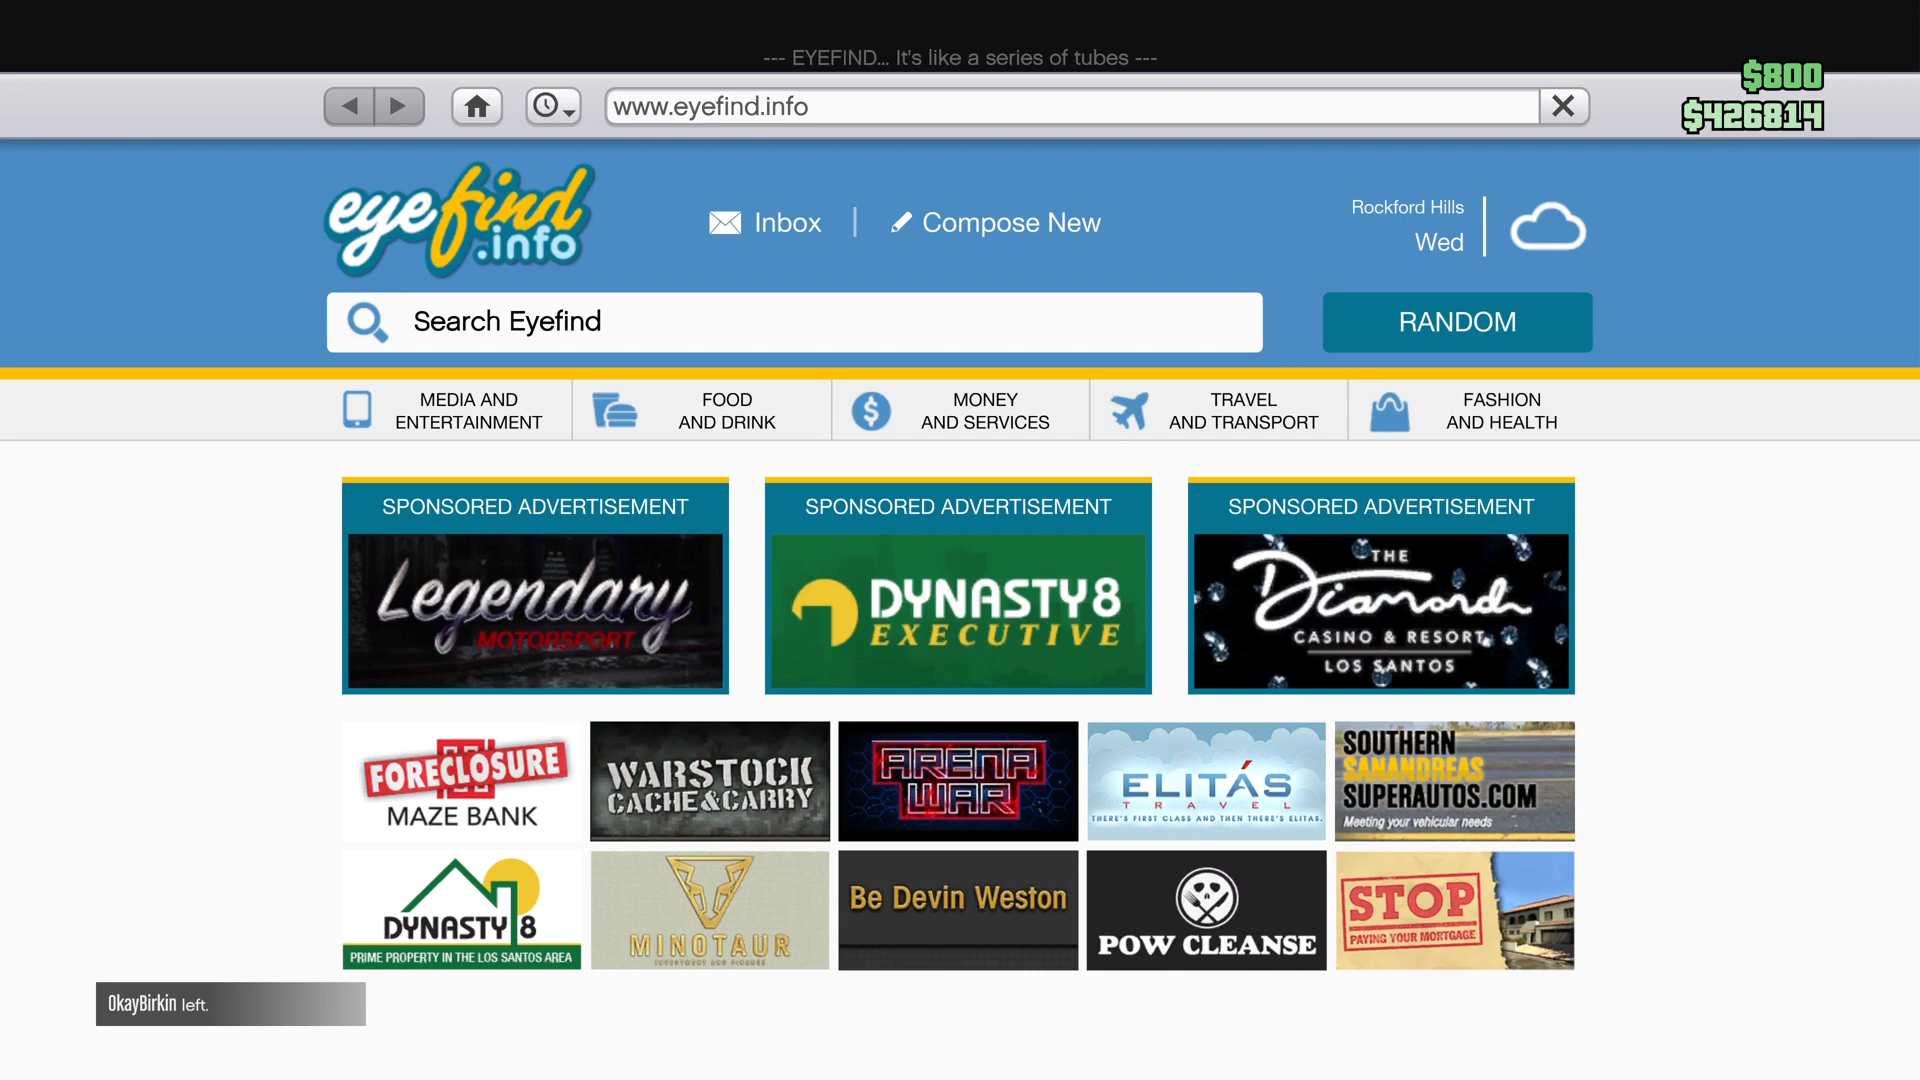 --- EYEFIND... It's like a series of tubes ---
$800
www.eyefind.info
$426814
eyefind
.info
Inbox
Compose New
Rockford Hills
Wed
Search Eyefind
RANDOM
MEDIA AND
ENTERTAINMENT
FOOD
AND DRINK
MONEY
AND SERVICES
TRAVEL
AND TRANSPORT
FASHION
AND HEALTH
SPONSORED ADVERTISEMENT
Legendary
MOTORSPORT
SPONSORED ADVERTISEMENT
DYNASTY8
EXECUTIVE
SPONSORED ADVERTISEMENT
THE
Diamond
CASINO & RESORT
LOS SANTOS
FORECLOSURE
MAZE BANK
WARSTOCK
CACHE&CARRY
ARENA
WAR
ELITÁS
TRAVEL
THERE'S FIRST CLASS AND THEN THERE'S ELITAS.
SOUTHERN
SANANDREAS
SUPERAUTOS.COM
Meeting your vehicular needs
DYNASTY 8
PRIME PROPERTY IN THE LOS SANTOS AREA
MINOTAUR
INVESTMENT AND FINANCE
Be Devin Weston
POW CLEANSE
STOP
PAYING YOUR MORTGAGE
OkayBirkin left.